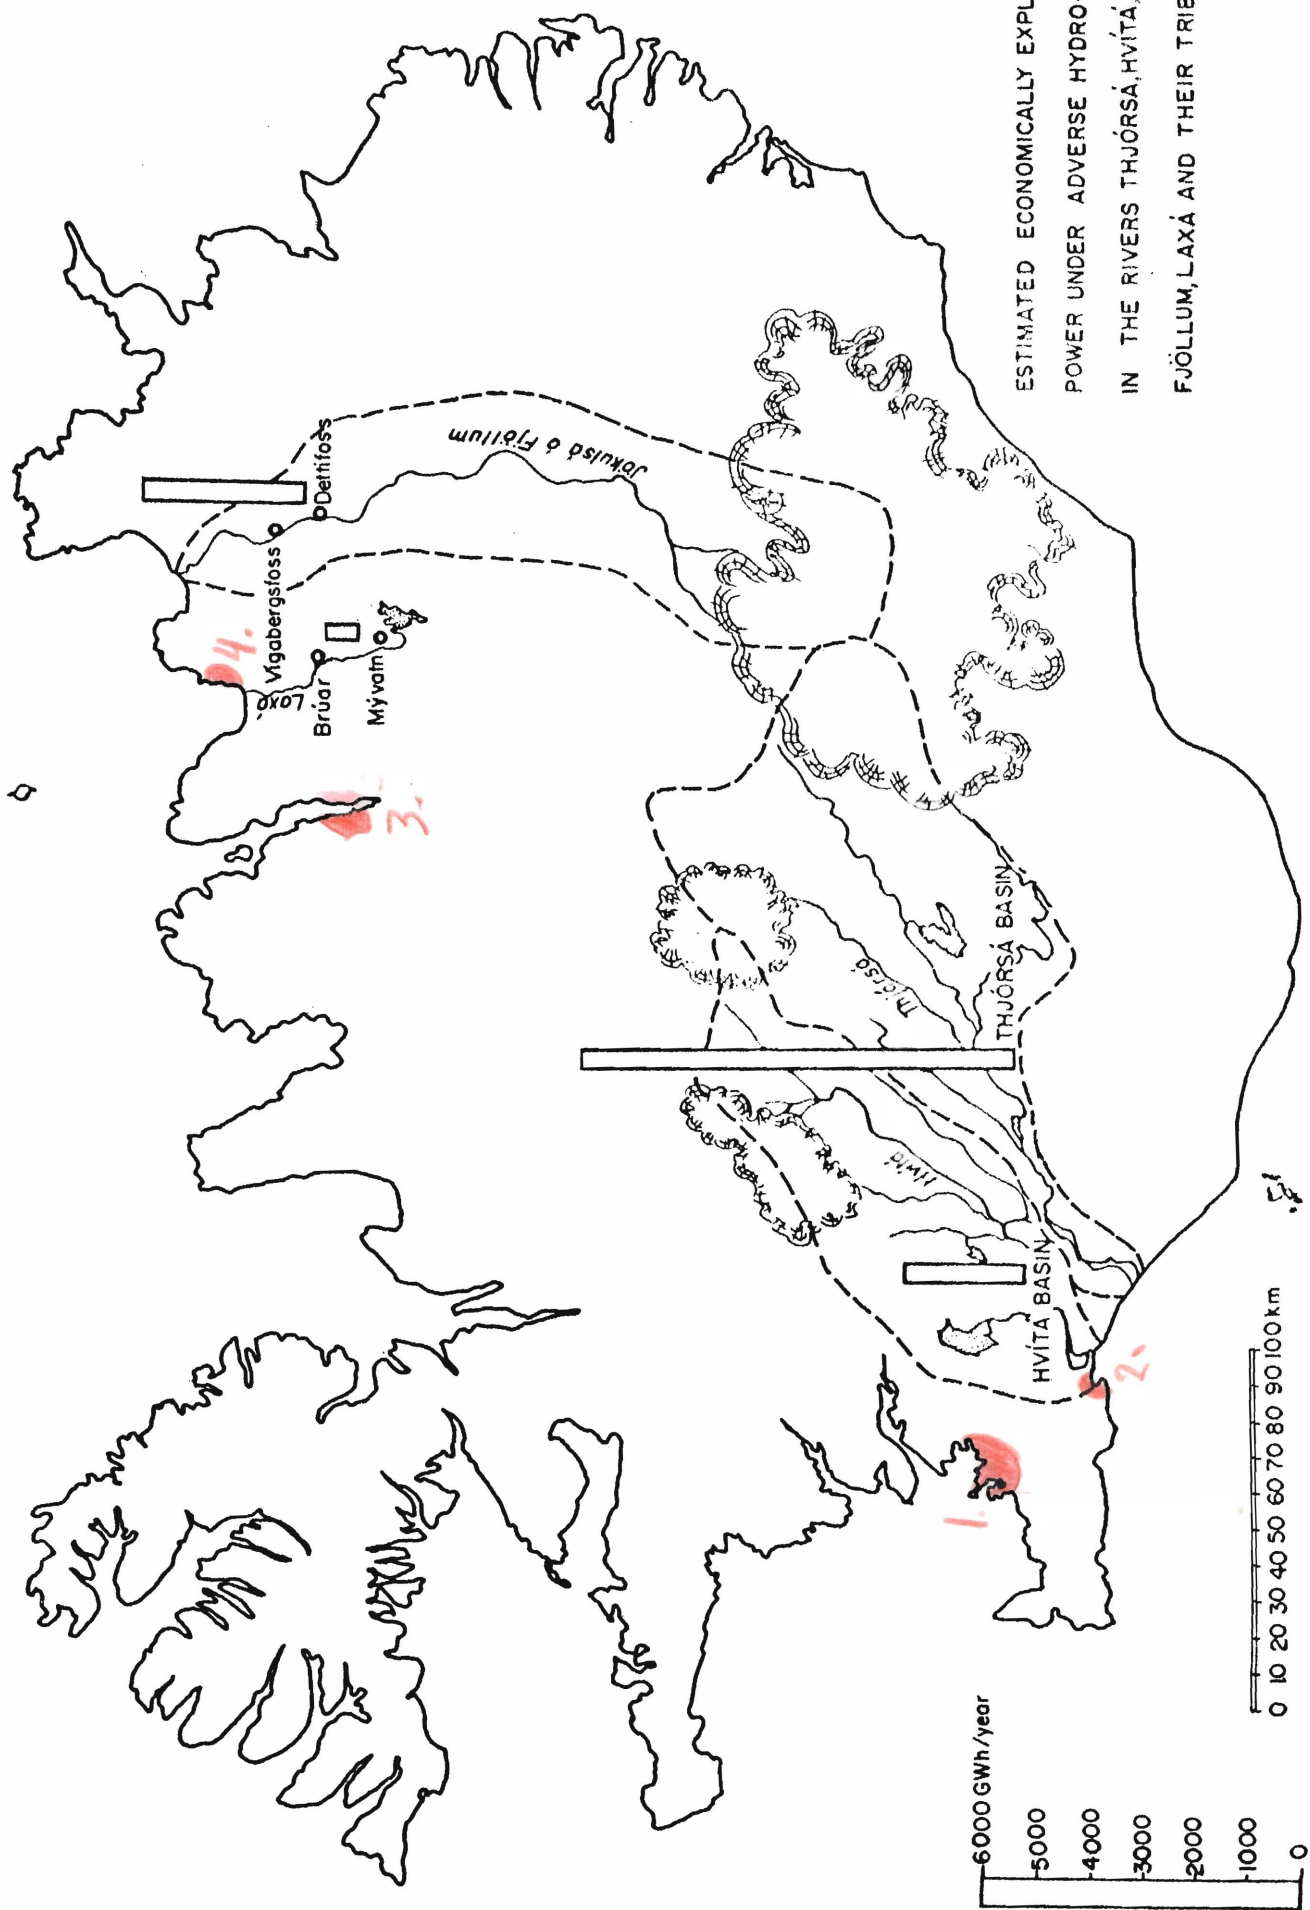 ESTIMATED ECONOMICALLY EXPL
POWER UNDER ADVERSE HYDRO-
IN THE RIVERS THJÓRSÁ, HVÍTÁ,
FJÖLLUM, LAXÁ AND THEIR TRIB
Jökulsá á Fjöllum
Dettifoss
Vígabergsfoss
4.
Laxá
Brúar
Mývatn
3.
Thjórsá
THJÓRSÁ BASIN
Hvítá
HVÍTA BASIN
1.
2.
0 10 20 30 40 50 60 70 80 90 100 km
6000 GWh/year
5000
4000
3000
2000
1000
0